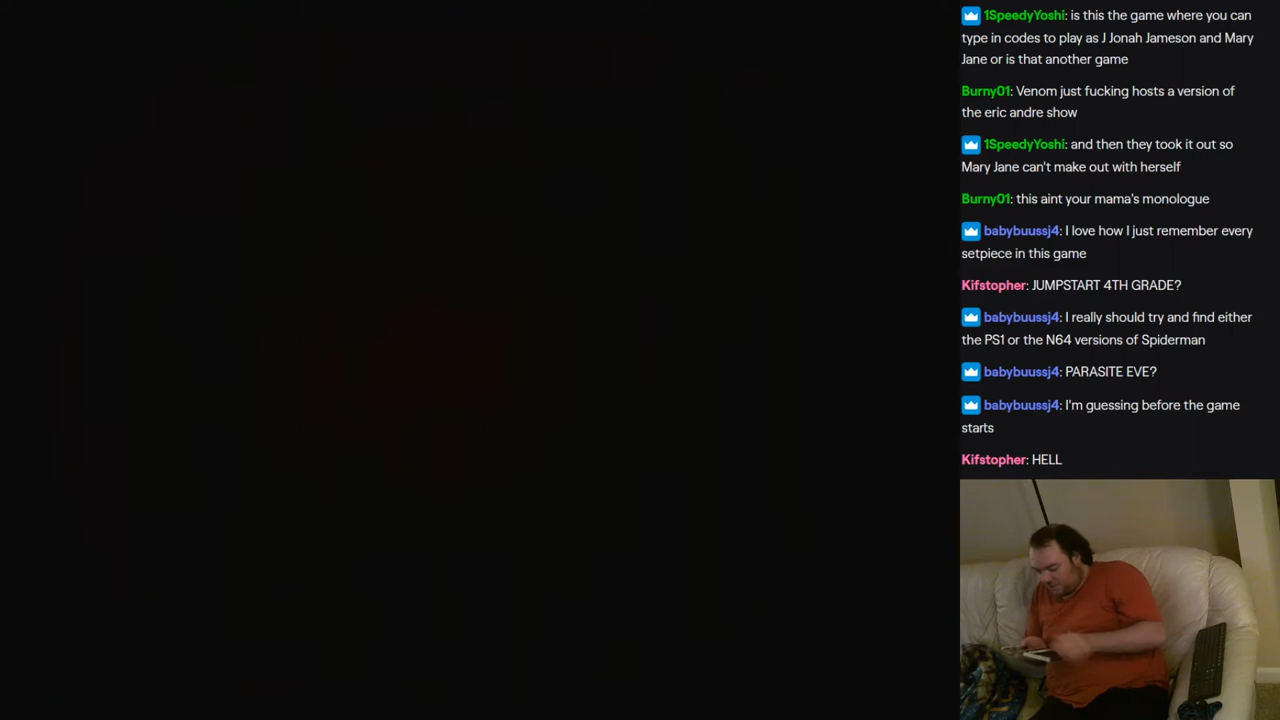 1SpeedyYoshi: is this the game where you can
type in codes to play as J Jonah Jameson and Mary
Jane or is that another game
Burny01: Venom just fucking hosts a version of
the eric andre show
1SpeedyYoshi: and then they took it out so
Mary Jane can't make out with herself
Burny01: this aint your mama's monologue
babybuussj4: I love how I just remember every
setpiece in this game
Kifstopher: JUMPSTART 4TH GRADE?
babybuussj4: I really should try and find either
the PS1 or the N64 versions of Spiderman
babybuussj4: PARASITE EVE?
babybuussj4: I'm guessing before the game
starts
Kifstopher: HELL